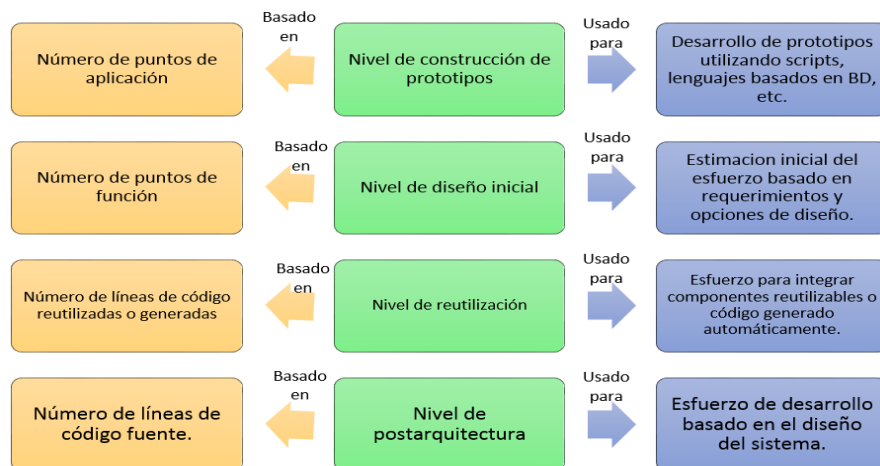 Número de puntos de
aplicación
Basado
en
Nivel de construcción de
prototipos
Usado
para
Desarrollo de prototipos
utilizando scripts,
lenguajes basados en BD,
etc.
Número de puntos de
función
Basado
en
Nivel de diseño inicial
Usado
para
Estimacion inicial del
esfuerzo basado en
requerimientos y
opciones de diseño.
Número de líneas de código
reutilizadas o generadas
Basado
en
Nivel de reutilización
Usado
para
Esfuerzo para integrar
componentes reutilizables o
código generado
automáticamente.
Número de líneas de
código fuente.
Basado
en
Nivel de
postarquitectura
Usado
para
Esfuerzo de desarrollo
basado en el diseño
del sistema.